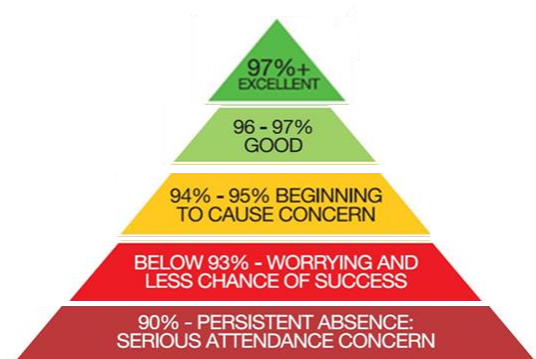 97%+
EXCELLENT
96 - 97%
GOOD
94% - 95% BEGINNING
TO CAUSE CONCERN
BELOW 93% - WORRYING AND
LESS CHANCE OF SUCCESS
90% - PERSISTENT ABSENCE:
SERIOUS ATTENDANCE CONCERN